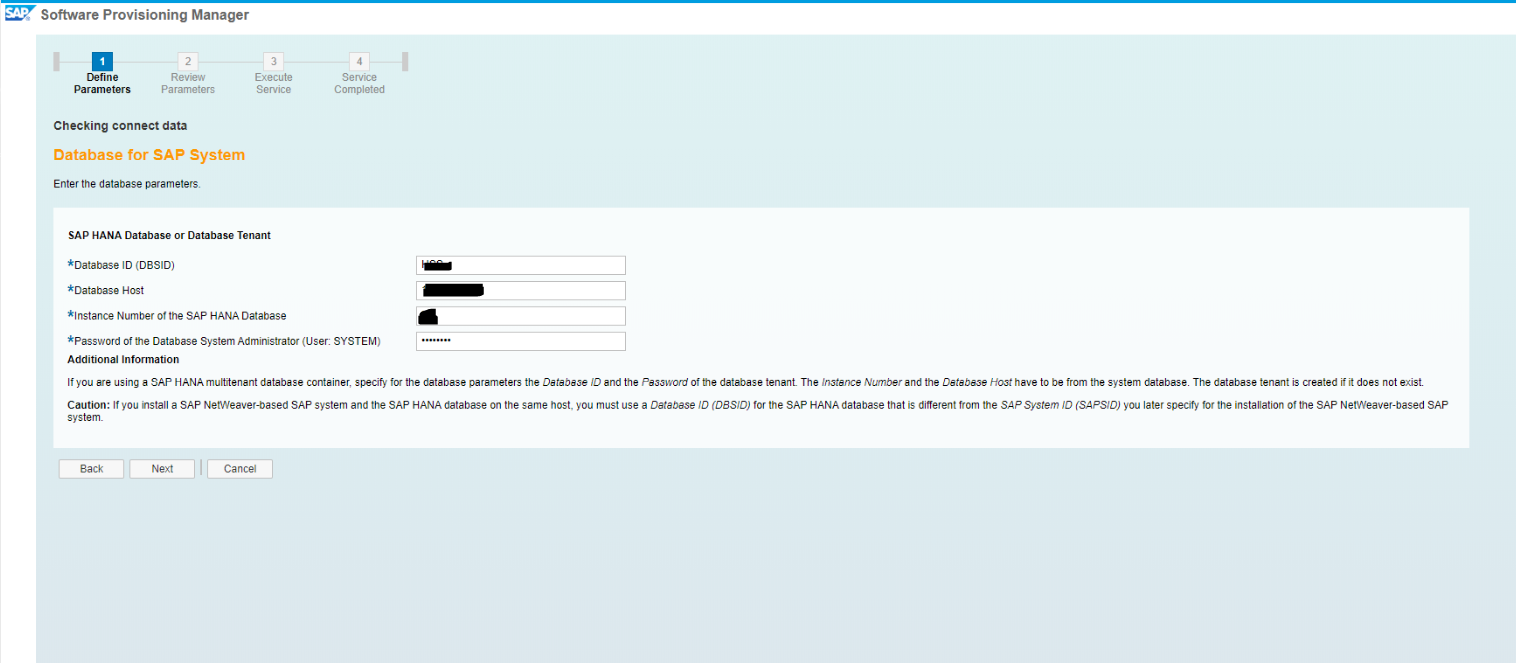 SAP Software Provisioning Manager
1 2 3 4
Define Review Execute Service
Parameters Parameters Service Completed
Checking connect data
Database for SAP System
Enter the database parameters.
SAP HANA Database or Database Tenant
*Database ID (DBSID)
*Database Host
*Instance Number of the SAP HANA Database
*Password of the Database System Administrator (User: SYSTEM) ••••••••
Additional Information
If you are using a SAP HANA multitenant database container, specify for the database parameters the Database ID and the Password of the database tenant. The Instance Number and the Database Host have to be from the system database. The database tenant is created if it does not exist.
Caution: If you install a SAP NetWeaver-based SAP system and the SAP HANA database on the same host, you must use a Database ID (DBSID) for the SAP HANA database that is different from the SAP System ID (SAPSID) you later specify for the installation of the SAP NetWeaver-based SAP
system.
Back Next Cancel